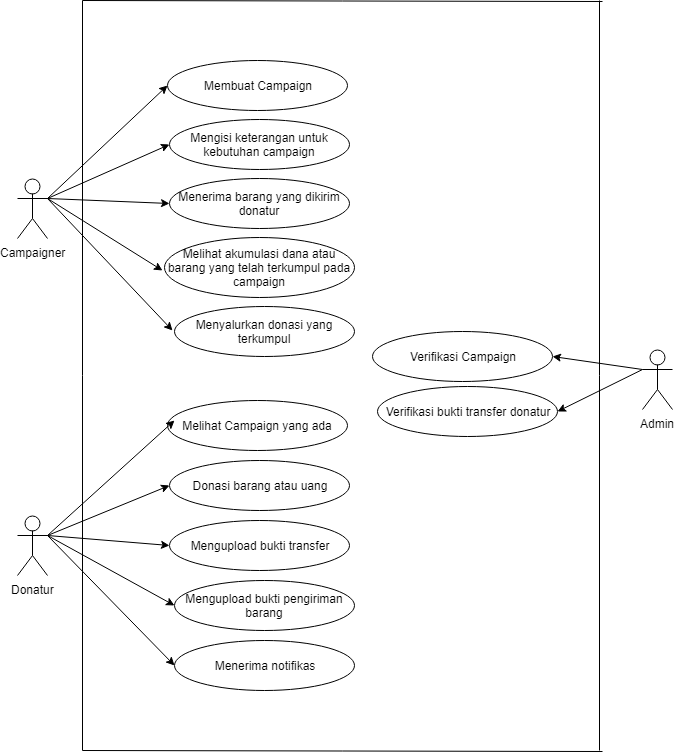 Membuat Campaign
Mengisi keterangan untuk
kebutuhan campaign
Menerima barang yang dikirim
donatur
Campaigner
Melihat akumulasi dana atau
barang yang telah terkumpul pada
campaign
Menyalurkan donasi yang
terkumpul
Verifikasi Campaign
Verifikasi bukti transfer donatur
Admin
Melihat Campaign yang ada
Donasi barang atau uang
Mengupload bukti transfer
Donatur
Mengupload bukti pengiriman
barang
Menerima notifikas